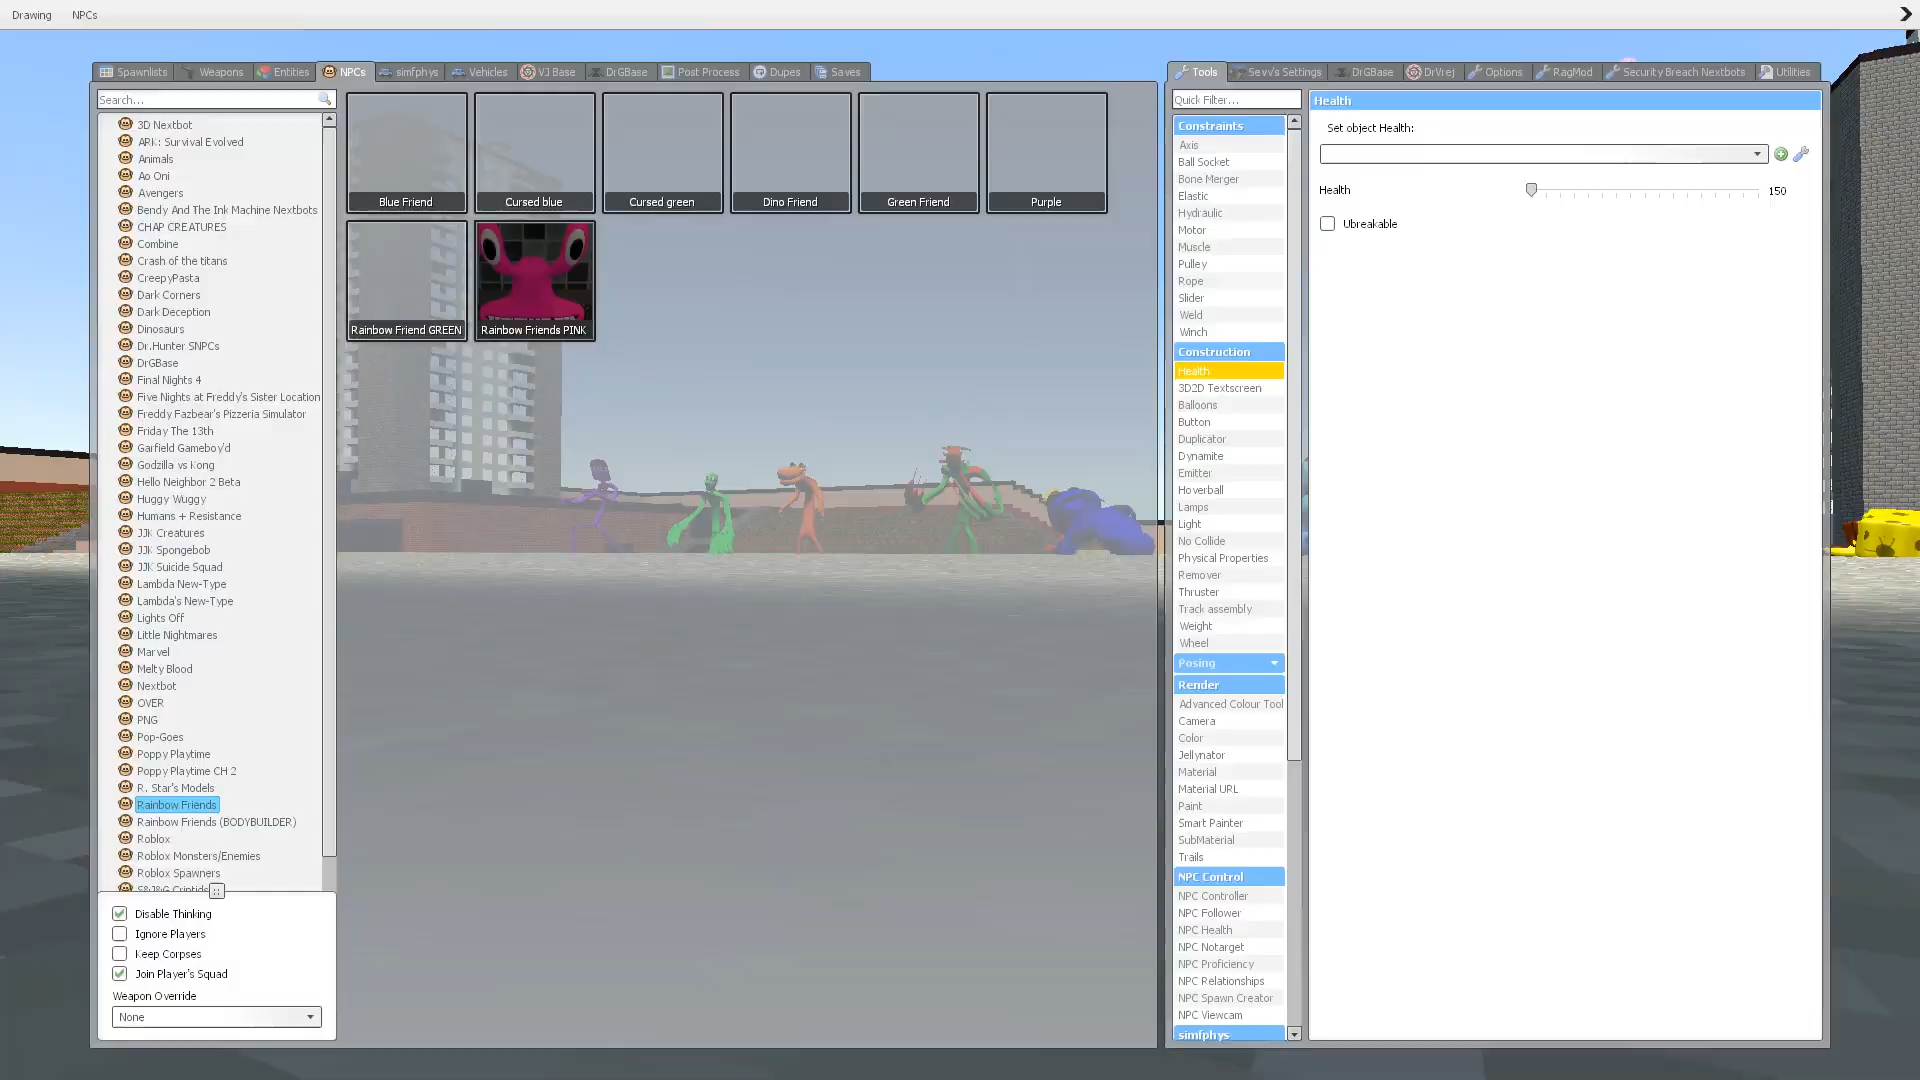 Drawing NPCs
Spawnlists Weapons Entities NPCs simfphys Vehicles VJ Base DrGBase Post Process Dupes Saves
Search...
3D Nextbot
ARK: Survival Evolved
Animals
Ao Oni
Avengers
Bendy And The Ink Machine Nextbots
CHAP CREATURES
Combine
Crash of the titans
CreepyPasta
Dark Corners
Dark Deception
Dinosaurs
Dr.Hunter SNPCs
DrGBase
Final Nights 4
Five Nights at Freddy's Sister Location
Freddy Fazbear's Pizzeria Simulator
Friday The 13th
Garfield Gameboy'd
Godzilla vs Kong
Hello Neighbor 2 Beta
Huggy Wuggy
Humans + Resistance
JJK Creatures
JJK Spongebob
JJK Suicide Squad
Lambda New-Type
Lambda's New-Type
Lights Off
Little Nightmares
Marvel
Melty Blood
Nextbot
OVER
PNG
Pop-Goes
Poppy Playtime
Poppy Playtime CH 2
R. Star's Models
Rainbow Friends
Rainbow Friends (BODYBUILDER)
Roblox
Roblox Monsters/Enemies
Roblox Spawners
Disable Thinking
Ignore Players
Keep Corpses
Join Player's Squad
Weapon Override
None
Blue Friend Cursed blue Cursed green Dino Friend Green Friend Purple
Rainbow Friend GREEN Rainbow Friends PINK
Tools Sevv's Settings DrGBase DrVrej Options RagMod Security Breach Nextbots Utilities
Quick Filter...
Constraints
Axis
Ball Socket
Bone Merger
Elastic
Hydraulic
Motor
Muscle
Pulley
Rope
Slider
Weld
Winch
Construction
Health
3D2D Textscreen
Balloons
Button
Duplicator
Dynamite
Emitter
Hoverball
Lamps
Light
No Collide
Physical Properties
Remover
Thruster
Track assembly
Weight
Wheel
Posing
Render
Advanced Colour Tool
Camera
Color
Jellynator
Material
Material URL
Paint
Smart Painter
SubMaterial
Trails
NPC Control
NPC Controller
NPC Follower
NPC Health
NPC Notarget
NPC Proficiency
NPC Relationships
NPC Spawn Creator
NPC Viewcam
simfphys
Health
Set object Health:
Health 150
Ubreakable